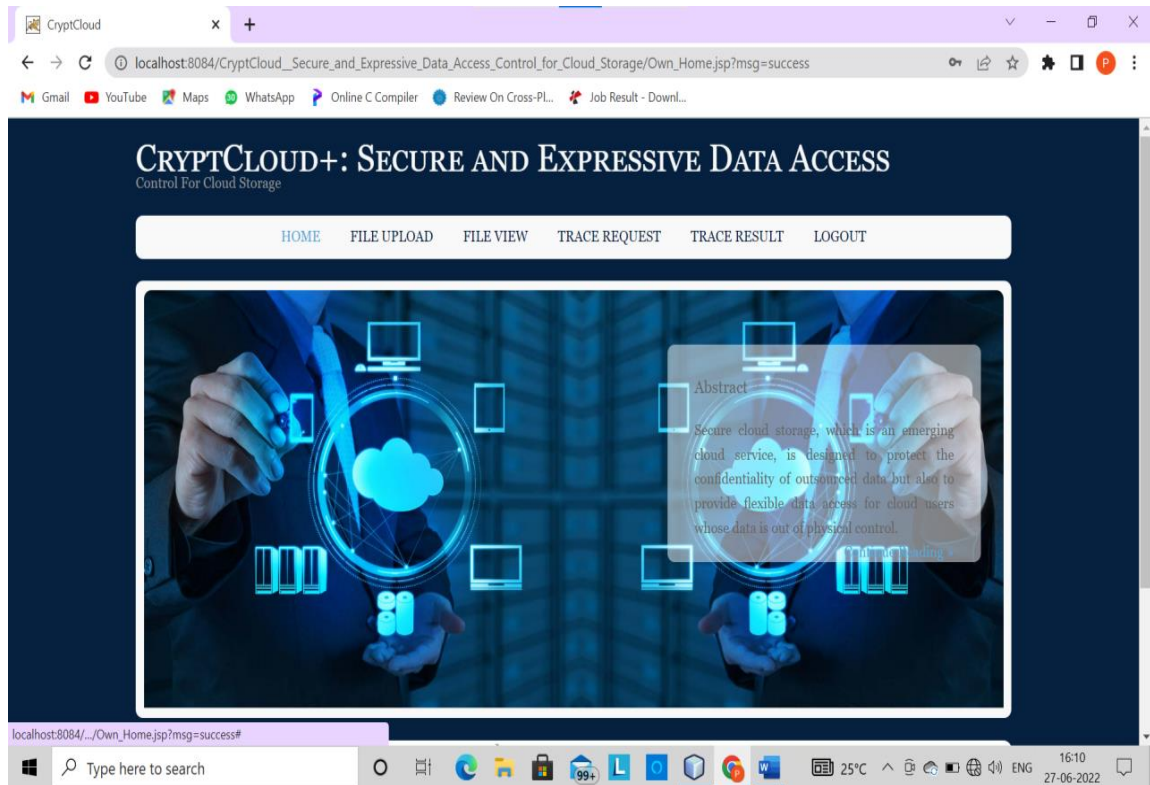 CryptCloud
localhost:8084/CryptCloud__Secure_and_Expressive_Data_Access_Control_for_Cloud_Storage/Own_Home.jsp?msg=success
P
Gmail YouTube Maps WhatsApp Online C Compiler Review On Cross-Pl... Job Result - Downl...
CRYPTCLOUD+: SECURE AND EXPRESSIVE DATA ACCESS
Control For Cloud Storage
HOME FILE UPLOAD FILE VIEW TRACE REQUEST TRACE RESULT LOGOUT
Abstract
Secure cloud storage, which is an emerging
cloud service, is designed to protect the
confidentiality of outsourced data but also to
provide flexible data access for cloud users
whose data is out of physical control.
Continue Reading »
localhost:8084/.../Own_Home.jsp?msg=success#
Type here to search
99+
L
W
25°C
ENG
16:10
27-06-2022